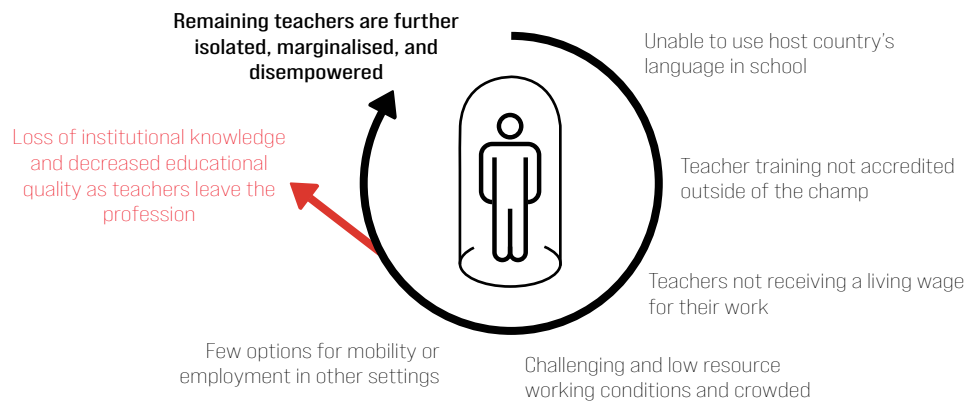 Remaining teachers are further
isolated, marginalised, and
disempowered
Unable to use host country's
language in school
Teacher training not accredited
outside of the champ
Teachers not receiving a living wage
for their work
Challenging and low resource
working conditions and crowded
Few options for mobility or
employment in other settings
Loss of institutional knowledge
and decreased educational
quality as teachers leave the
profession